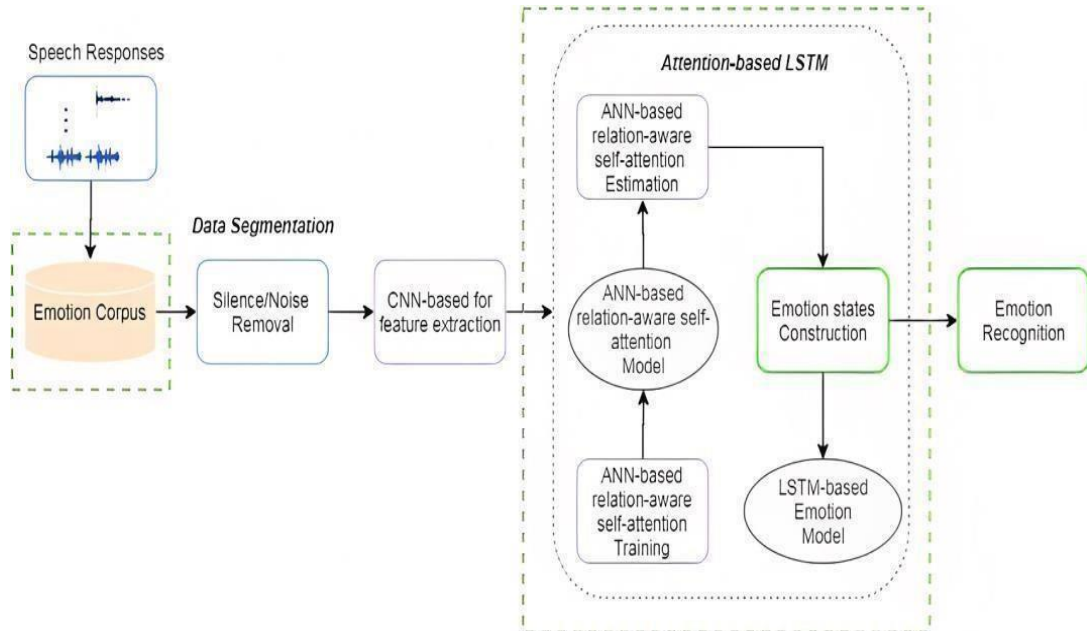 Speech Responses
Emotion Corpus
Data Segmentation
Silence/Noise
Removal
CNN-based for
feature extraction
Attention-based LSTM
ANN-based
relation-aware
self-attention
Estimation
ANN-based
relation-aware self-
attention
Model
ANN-based
relation-aware
self-attention
Training
Emotion states
Construction
LSTM-based
Emotion
Model
Emotion
Recognition